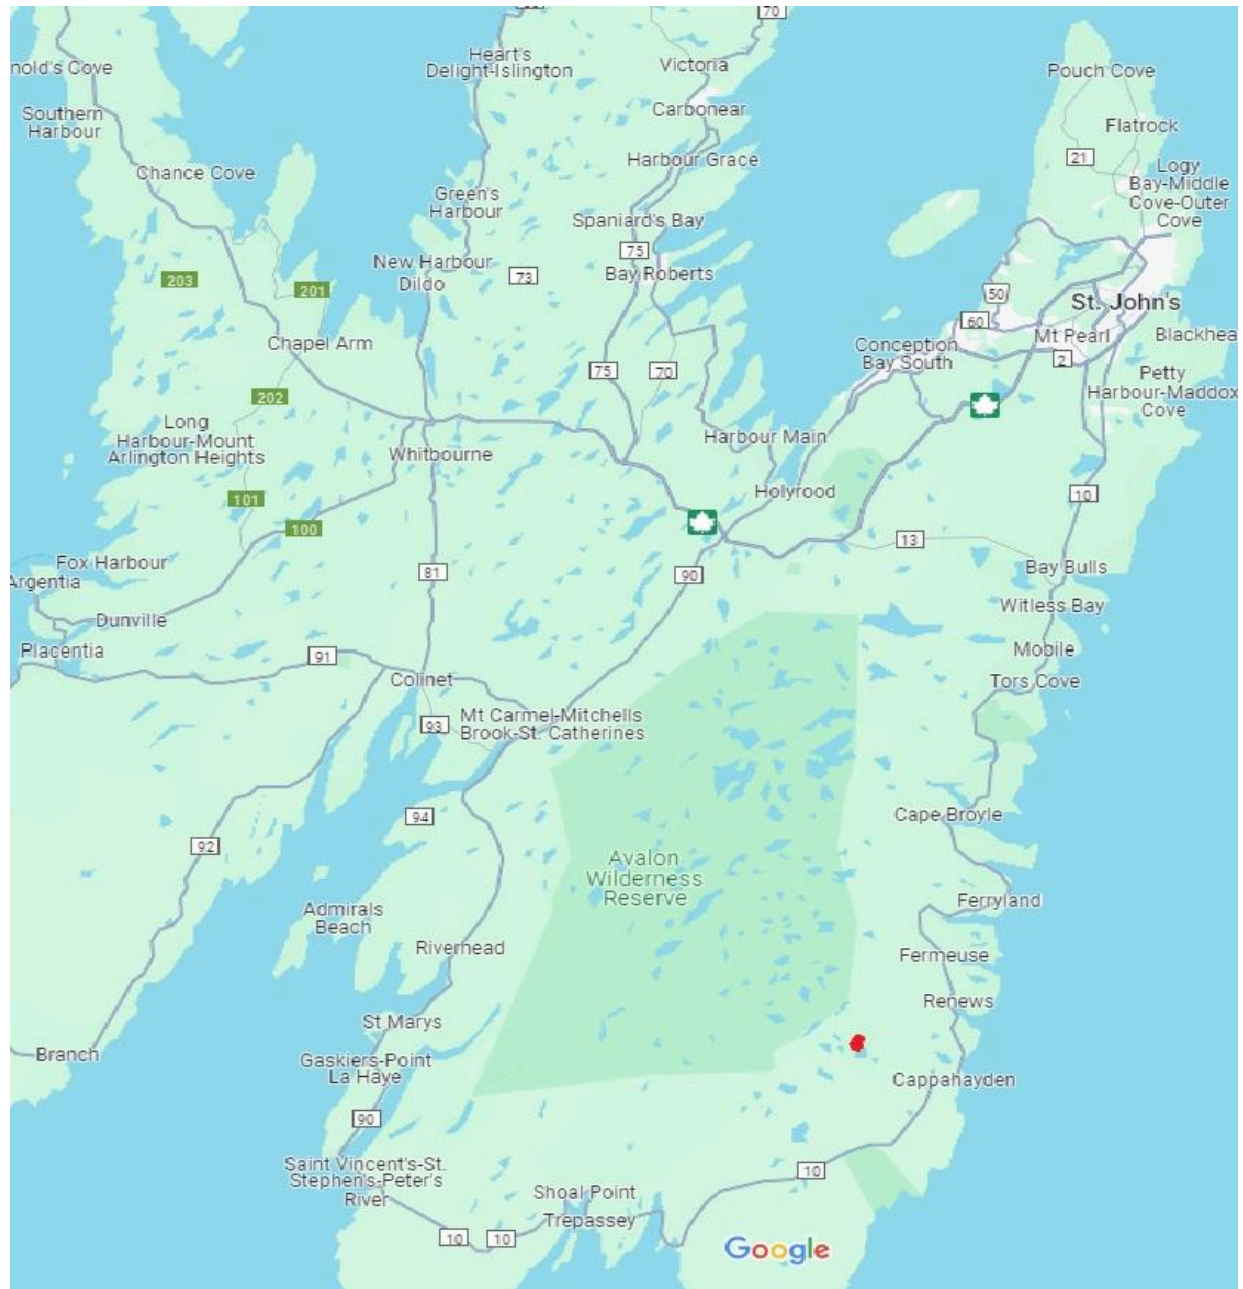 70
Heart's
Delight-Islington
Victoria
nold's Cove
Pouch Cove
Carbonear
Southern
Harbour
Flatrock
21
Harbour Grace
Chance Cove
Logy
Bay-Middle
Cove-Outer
Cove
Green's
Harbour
Spaniard's Bay
75
New Harbour
Dildo
73
Bay Roberts
203
201
50
St. John's
60
Mt Pearl
Blackhea
Chapel Arm
Conception
Bay South
2
75
70
Petty
Harbour-Maddox
Cove
202
Long
Harbour-Mount
Arlington Heights
Harbour Main
Whitbourne
101
Holyrood
10
100
13
Fox Harbour
Argentia
81
90
Bay Bulls
Witless Bay
Dunville
Placentia
91
Mobile
Colinet
Tors Cove
93
Mt Carmel-Mitchells
Brook-St. Catherines
94
Cape Broyle
92
Avalon
Wilderness
Reserve
Admirals
Beach
Ferryland
Riverhead
Fermeuse
Renews
St Marys
Branch
Gaskiers-Point
La Haye
Cappahayden
90
Saint Vincent's-St.
Stephen's-Peter's
River
10
Shoal Point
Trepassey
10
10
Google